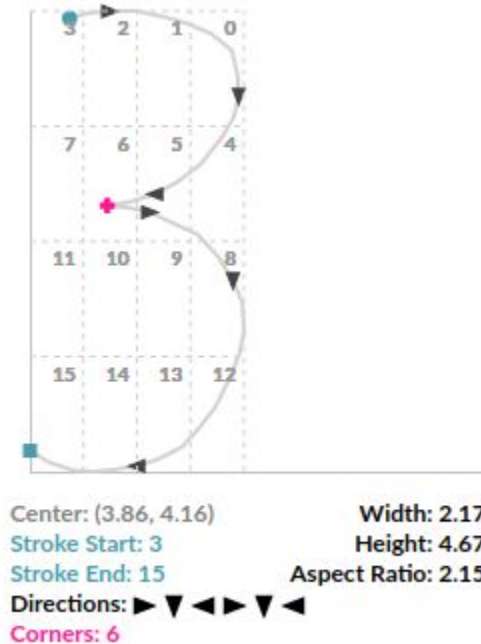 3 2 1 0
7 6 5 4
11 10 9 8
15 14 13 12
Center: (3.86, 4.16) Width: 2.17
Stroke Start: 3 Height: 4.67
Stroke End: 15 Aspect Ratio: 2.15
Directions: ▶ ▼ ◀ ▶ ▼ ◀
Corners: 6